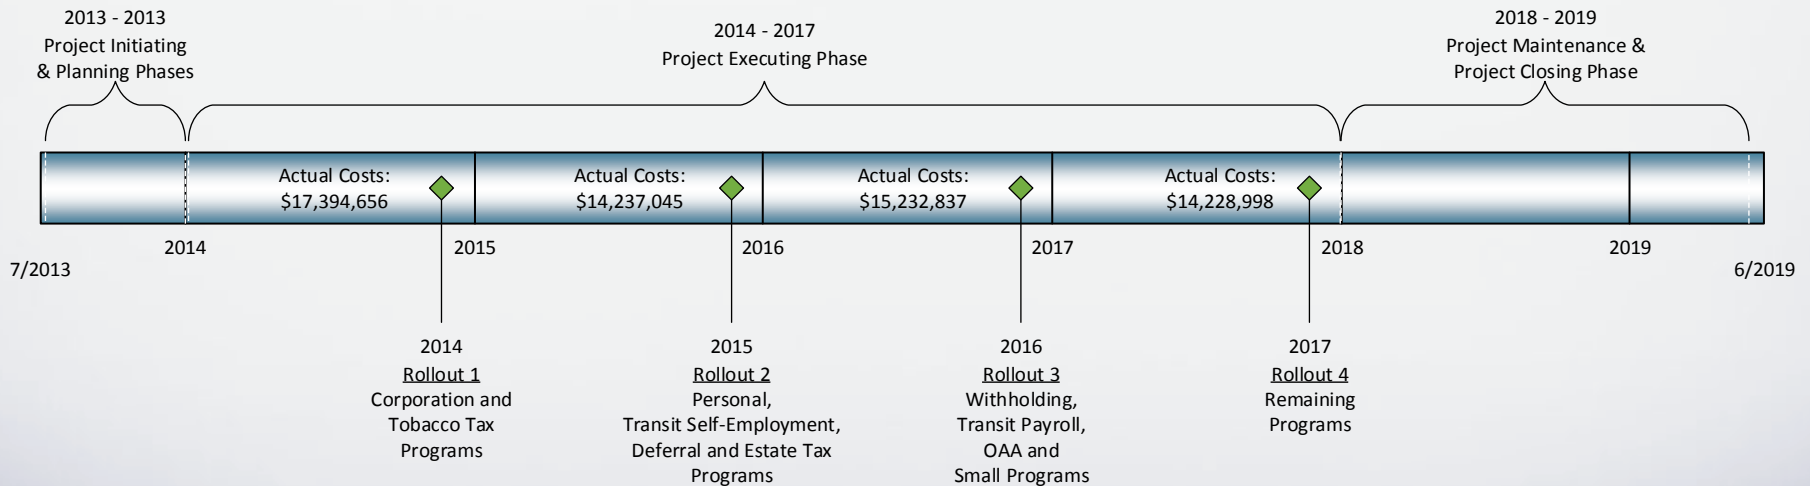 2013 - 2013
Project Initiating
& Planning Phases
2014 - 2017
Project Executing Phase
2018 - 2019
Project Maintenance &
Project Closing Phase
Actual Costs:
$17,394,656
Actual Costs:
$14,237,045
Actual Costs:
$15,232,837
Actual Costs:
$14,228,998
7/2013
2014
2015
2016
2017
2018
2019
6/2019
2014
Rollout 1
Corporation and
Tobacco Tax
Programs
2015
Rollout 2
Personal,
Transit Self-Employment,
Deferral and Estate Tax
Programs
2016
Rollout 3
Withholding,
Transit Payroll,
OAA and
Small Programs
2017
Rollout 4
Remaining
Programs